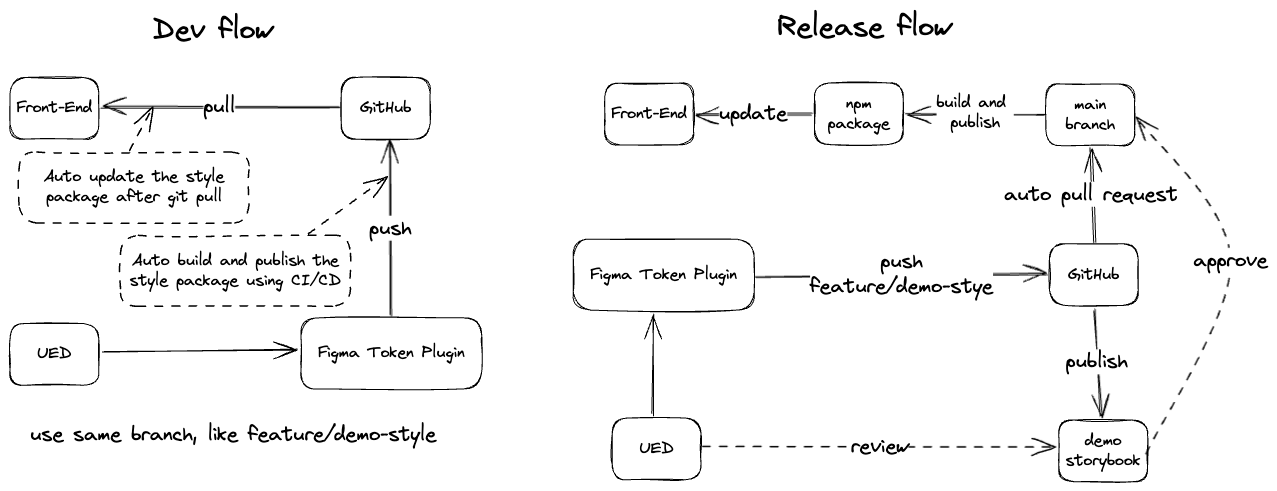 Dev flow
Front-End
pull
GitHub
Auto update the style
package after git pull
push
Auto build and publish the
style package using CI/CD
UED
Figma Token Plugin
use same branch, like feature/demo-style
Release flow
Front-End
update
npm
package
build and
publish
main
branch
auto pull request
Figma Token Plugin
push
feature/demo-stye
GitHub
approve
publish
UED
review
demo
storybook